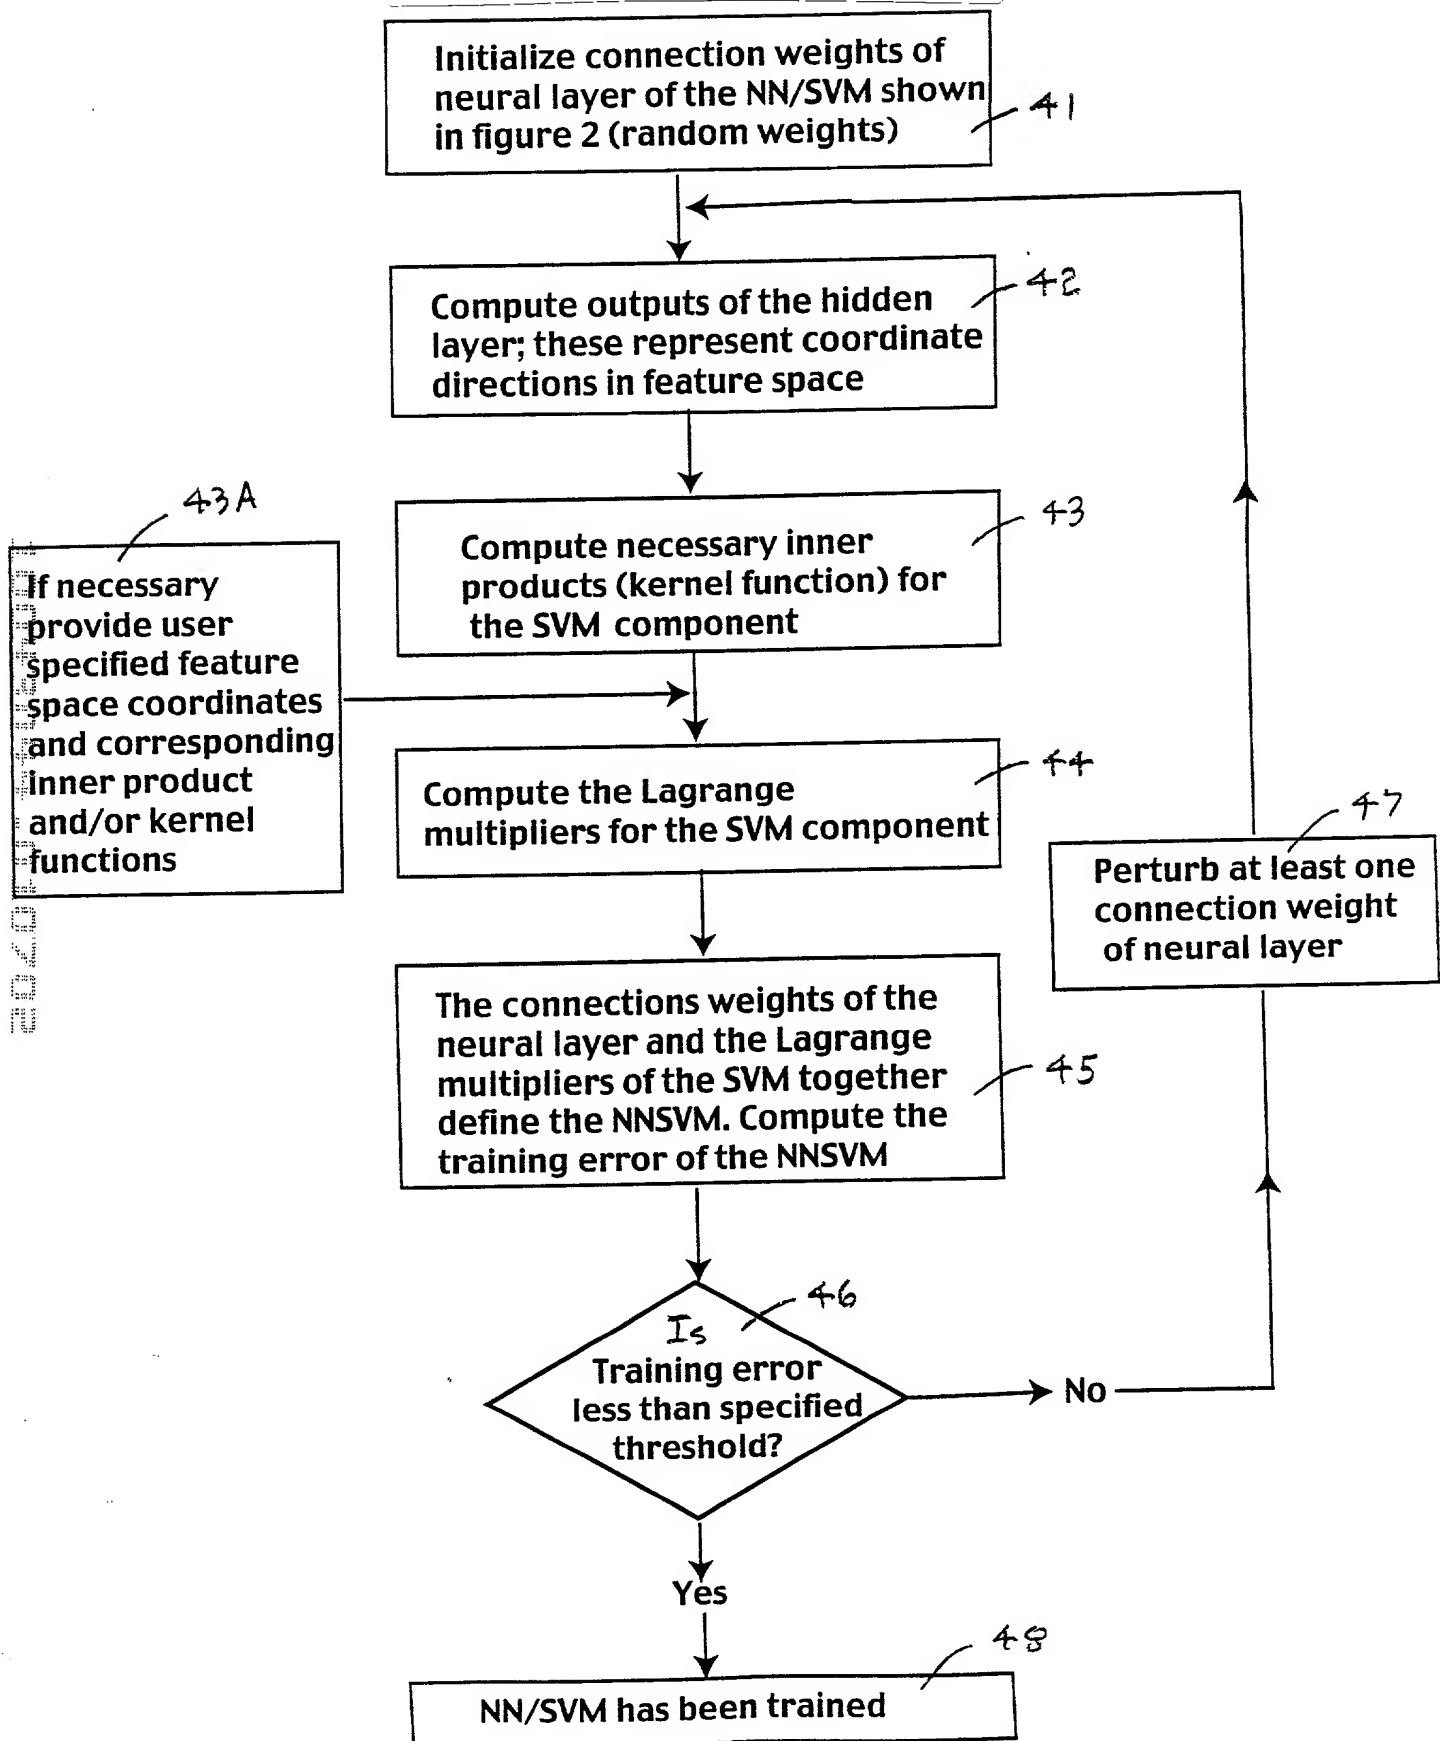 Initialize connection weights of
neural layer of the NN/SVM shown
in figure 2 (random weights)
41
Compute outputs of the hidden
layer; these represent coordinate
directions in feature space
42
Compute necessary inner
products (kernel function) for
the SVM component
43
43A
If necessary
provide user
specified feature
space coordinates
and corresponding
inner product
and/or kernel
functions
Compute the Lagrange
multipliers for the SVM component
44
47
Perturb at least one
connection weight
of neural layer
The connections weights of the
neural layer and the Lagrange
multipliers of the SVM together
define the NNSVM. Compute the
training error of the NNSVM
45
46
Is
Training error
less than specified
threshold?
No
Yes
48
NN/SVM has been trained